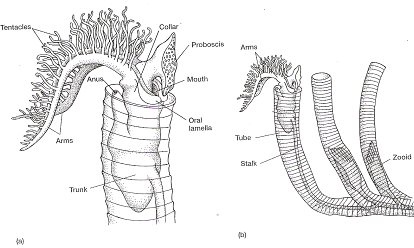 Tentacles
Collar
Proboscis
Anus
Mouth
Oral
lamella
Arms
Trunk
(a)
Arms
Tube
Stalk
Zooid
(b)